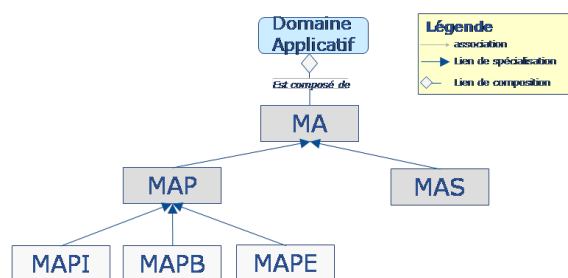 Domaine
Applicatif
Légende
association
Lien de spécialisation
Lien de composition
Est composé de
MA
MAP
MAS
MAPI
MAPB
MAPE